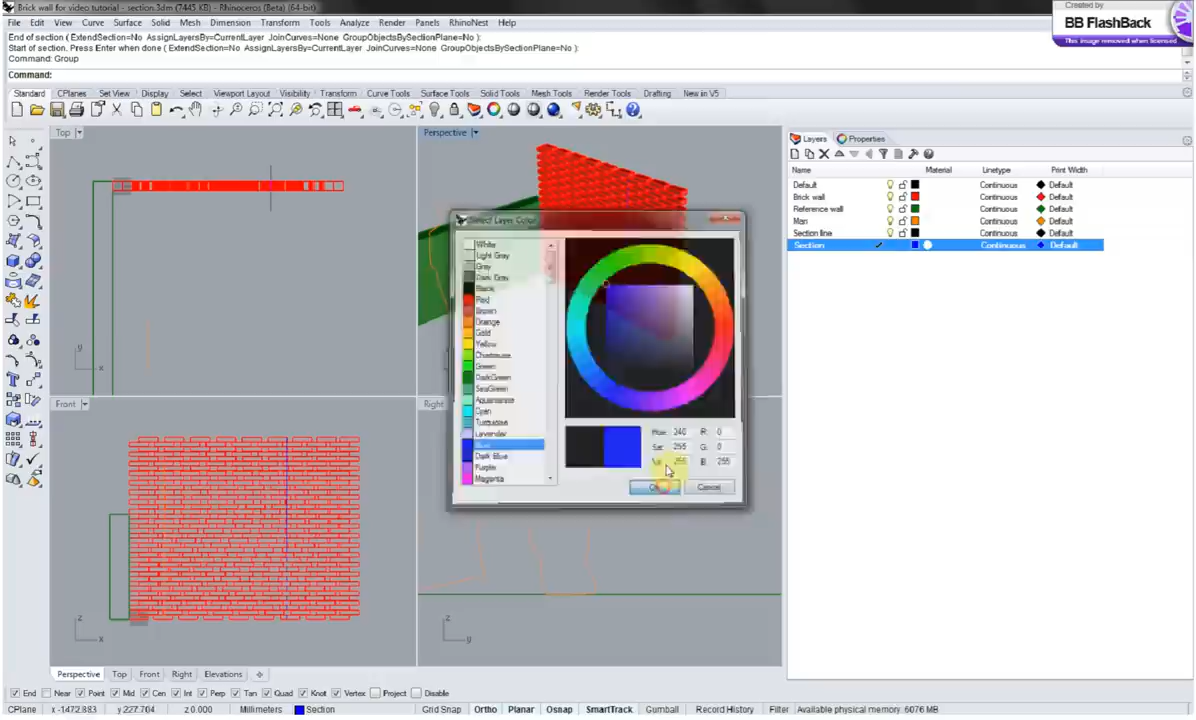 Brick wall for video tutorial - section.3dm (7445 KB) - Rhinoceros (Beta) (64-bit)
Created by
BB FlashBack
This image removed when licensed
File Edit View Curve Surface Solid Mesh Dimension Transform Tools Analyze Render Panels RhinoNest Help
End of section ( ExtendSection=No AssignLayersBy=CurrentLayer JoinCurves=None GroupObjectsBySectionPlane=No ):
Start of section. Press Enter when done ( ExtendSection=No AssignLayersBy=CurrentLayer JoinCurves=None GroupObjectsBySectionPlane=No ):
Command: Group
Command:
Standard CPlanes Set View Display Select Viewport Layout Visibility Transform Curve Tools Surface Tools Solid Tools Mesh Tools Render Tools Drafting New in V5
Top
Perspective
Layers Properties
Name Material Linetype Print Width
Default Continuous Default
Brick wall Continuous Default
Reference wall Continuous Default
Man Continuous Default
Section line Continuous Default
Section Continuous Default
Select Layer Color
White
Light Gray
Gray
Dark Gray
Black
Red
Brown
Orange
Gold
Yellow
Chartreuse
Green
DarkGreen
SeaGreen
Aquamarine
Cyan
Turquoise
Lavender
Blue
Dark Blue
Purple
Magenta
Hue: 240 R: 0
Sat: 255 G: 0
255 B: 255
Cancel
y
x
Front
Right
z
x
z
y
Perspective Top Front Right Elevations
End Near Point Mid Cen Int Perp Tan Quad Knot Vertex Project Disable
CPlane x -1472.883 y 227.704 z 0.000 Millimeters Section Grid Snap Ortho Planar Osnap SmartTrack Gumball Record History Filter Available physical memory: 6076 MB